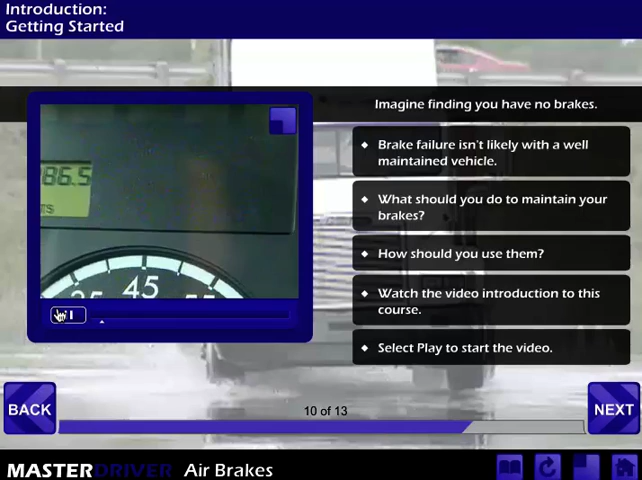 Introduction:
Getting Started
Imagine finding you have no brakes.
Brake failure isn't likely with a well
maintained vehicle.
What should you do to maintain your
brakes?
How should you use them?
Watch the video introduction to this
course.
Select Play to start the video.
86.5
45
BACK
10 of 13
NEXT
MASTERDRIVER Air Brakes